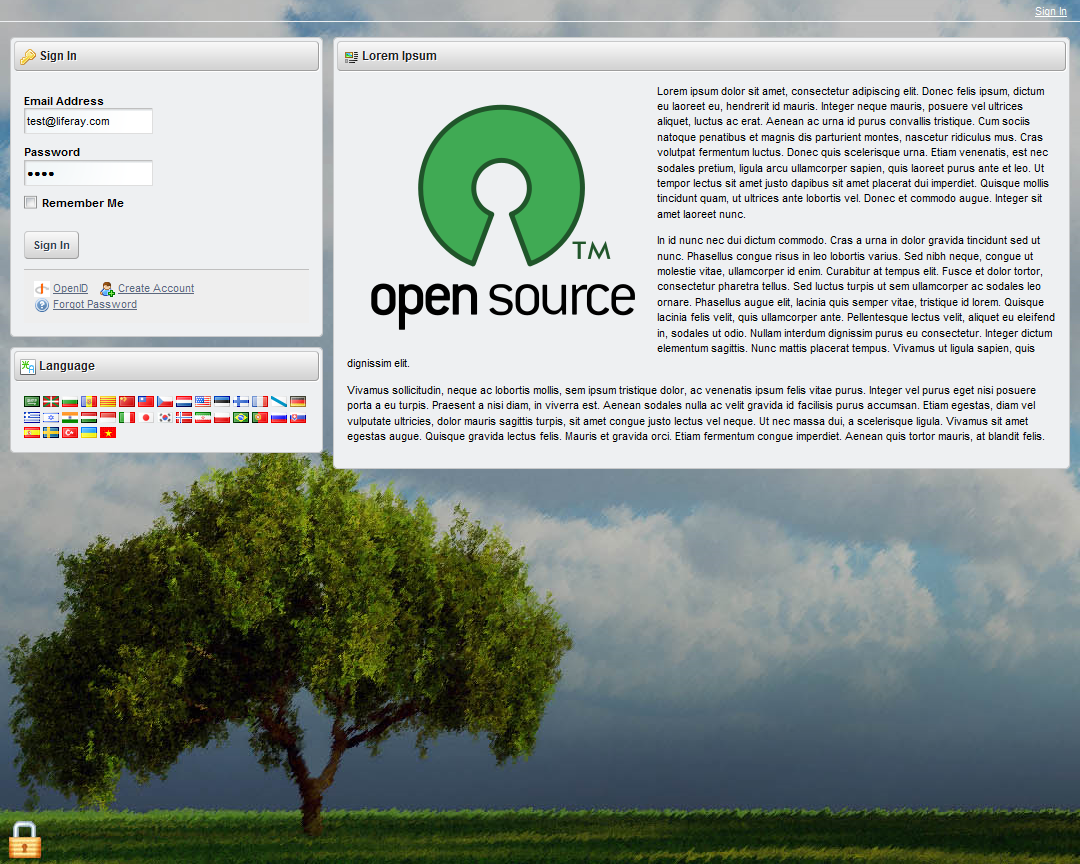 Sign In
Sign In
Email Address
test@liferay.com
Password
Remember Me
Sign In
OpenID Create Account
Forgot Password
Language
Lorem Ipsum
TM
open source
Lorem ipsum dolor sit amet, consectetur adipiscing elit. Donec felis ipsum, dictum
eu laoreet eu, hendrerit id mauris. Integer neque mauris, posuere vel ultrices
aliquet, luctus ac erat. Aenean ac urna id purus convallis tristique. Cum sociis
natoque penatibus et magnis dis parturient montes, nascetur ridiculus mus. Cras
volutpat fermentum luctus. Donec quis scelerisque urna. Etiam venenatis, est nec
sodales pretium, ligula arcu ullamcorper sapien, quis laoreet purus ante et leo. Ut
tempor lectus sit amet justo dapibus sit amet placerat dui imperdiet. Quisque mollis
tincidunt quam, ut ultrices ante lobortis vel. Donec et commodo augue. Integer sit
amet laoreet nunc.
In id nunc nec dui dictum commodo. Cras a urna in dolor gravida tincidunt sed ut
nunc. Phasellus congue risus in leo lobortis varius. Sed nibh neque, congue ut
molestie vitae, ullamcorper id enim. Curabitur at tempus elit. Fusce et dolor tortor,
consectetur pharetra tellus. Sed luctus turpis ut sem ullamcorper ac sodales leo
ornare. Phasellus augue elit, lacinia quis semper vitae, tristique id lorem. Quisque
lacinia felis velit, quis ullamcorper ante. Pellentesque lectus velit, aliquet eu eleifend
in, sodales ut odio. Nullam interdum dignissim purus eu consectetur. Integer dictum
elementum sagittis. Nunc mattis placerat tempus. Vivamus ut ligula sapien, quis
dignissim elit.
Vivamus sollicitudin, neque ac lobortis mollis, sem ipsum tristique dolor, ac venenatis ipsum felis vitae purus. Integer vel purus eget nisi posuere
porta a eu turpis. Praesent a nisi diam, in viverra est. Aenean sodales nulla ac velit gravida id facilisis purus accumsan. Etiam egestas, diam vel
vulputate ultricies, dolor mauris sagittis turpis, sit amet congue justo lectus vel neque. Ut nec massa dui, a scelerisque ligula. Vivamus sit amet
egestas augue. Quisque gravida lectus felis. Mauris et gravida orci. Etiam fermentum congue imperdiet. Aenean quis tortor mauris, at blandit felis.